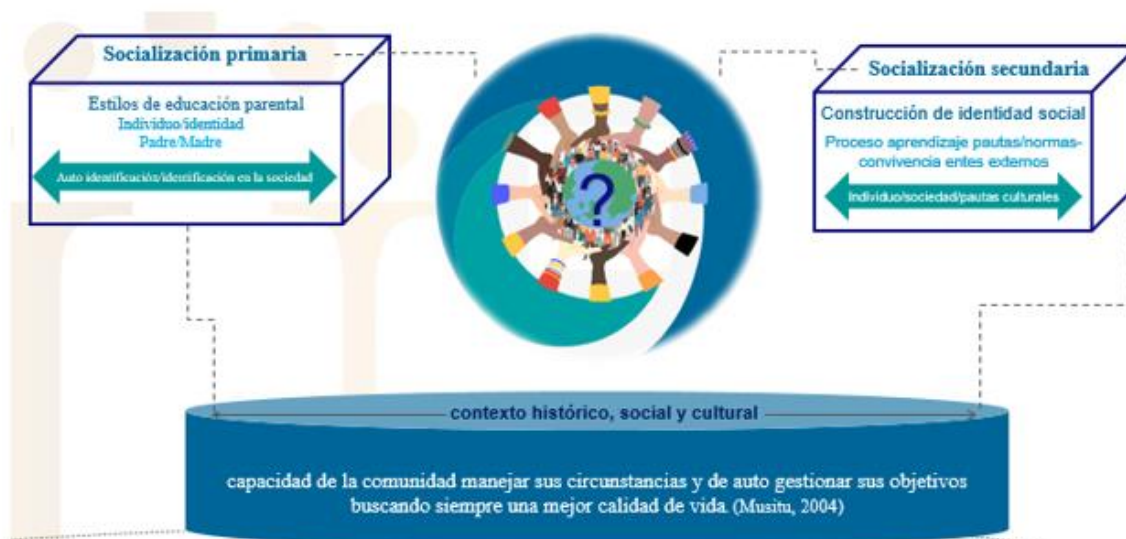 Socialización primaria
Estilos de educación parental
Individuo/identidad
Padre/Madre
Auto identificación/identificación en la sociedad
?
Socialización secundaria
Construcción de identidad social
Proceso aprendizaje pautas/normas-
convivencia entes externos
Individuo/sociedad/pautas culturales
contexto histórico, social y cultural
capacidad de la comunidad manejar sus circunstancias y de auto gestionar sus objetivos
buscando siempre una mejor calidad de vida. (Musitu, 2004)